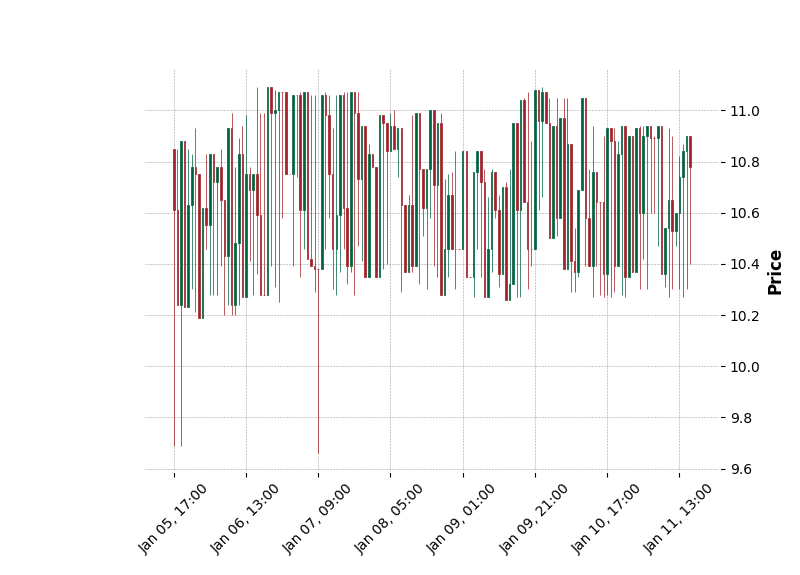 11.0
10.8
10.6
10.4
10.2
10.0
9.8
9.6
Price
Jan 05, 17:00
Jan 06, 13:00
Jan 07, 09:00
Jan 08, 05:00
Jan 09, 01:00
Jan 09, 21:00
Jan 10, 17:00
Jan 11, 13:00